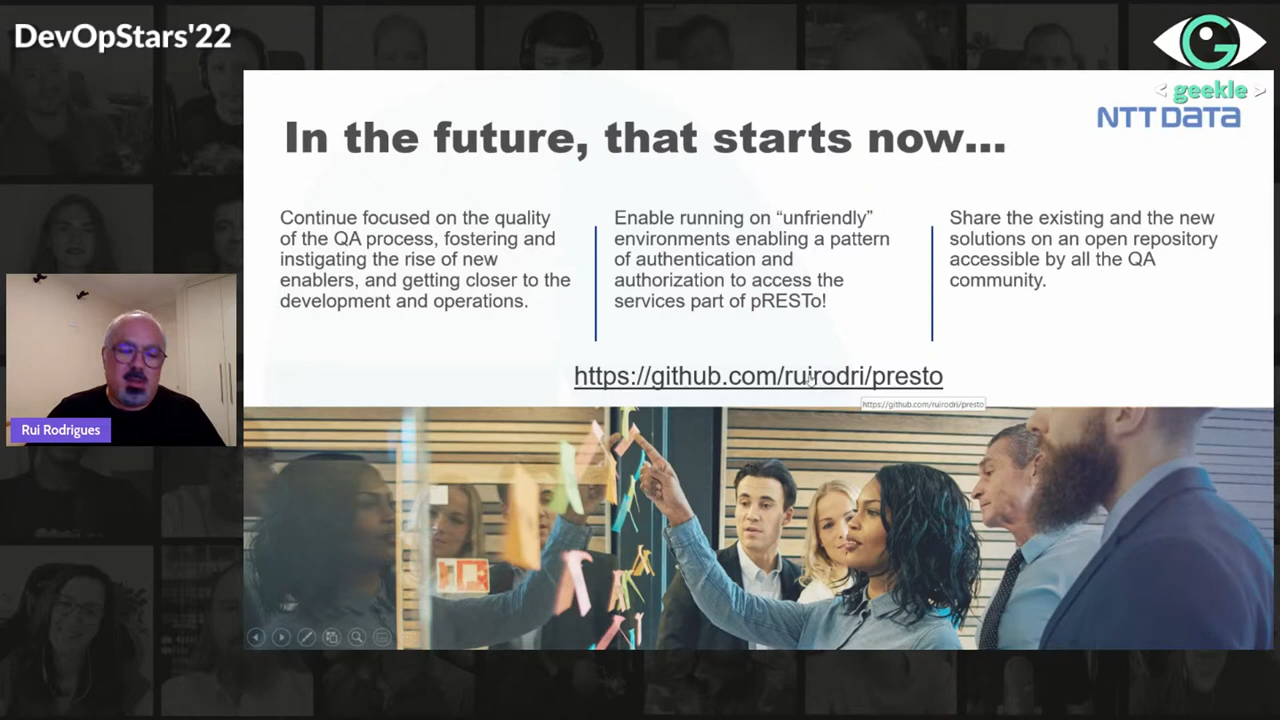 DevOpStars'22
G
< geekle >
NTT DATA
In the future, that starts now...
Continue focused on the quality
of the QA process, fostering and
instigating the rise of new
enablers, and getting closer to the
development and operations.
Enable running on “unfriendly”
environments enabling a pattern
of authentication and
authorization to access the
services part of pRESTo!
Share the existing and the new
solutions on an open repository
accessible by all the QA
community.
https://github.com/ruirodri/presto
https://github.com/ruirodri/presto
Rui Rodrigues